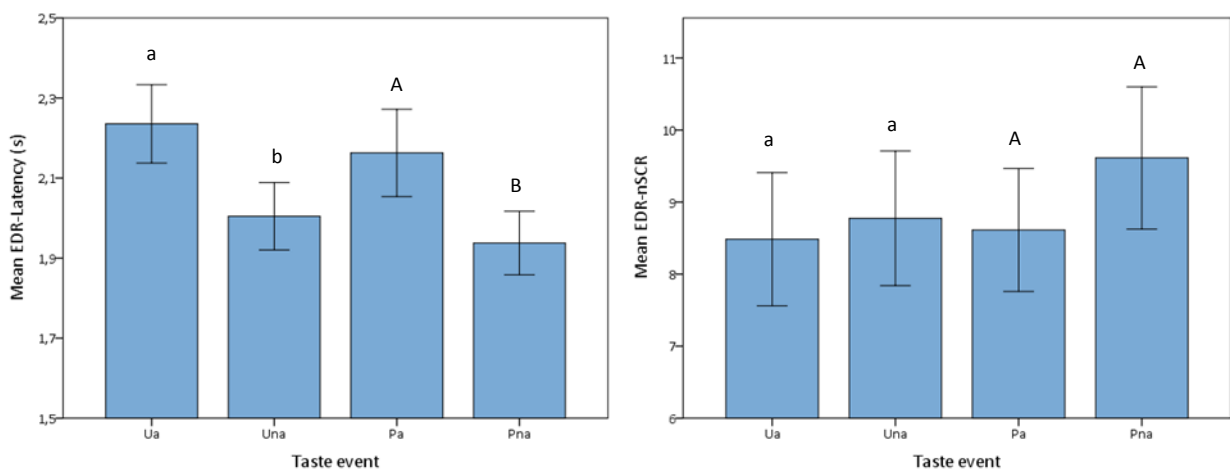 2,5
2,3
2,1
1,9
1,7
1,5
Mean EDR-Latency (s)
a
b
A
B
Ua
Una
Pa
Pna
Taste event
11
10
9
8
7
6
Mean EDR-nSCR
a
a
A
A
Ua
Una
Pa
Pna
Taste event